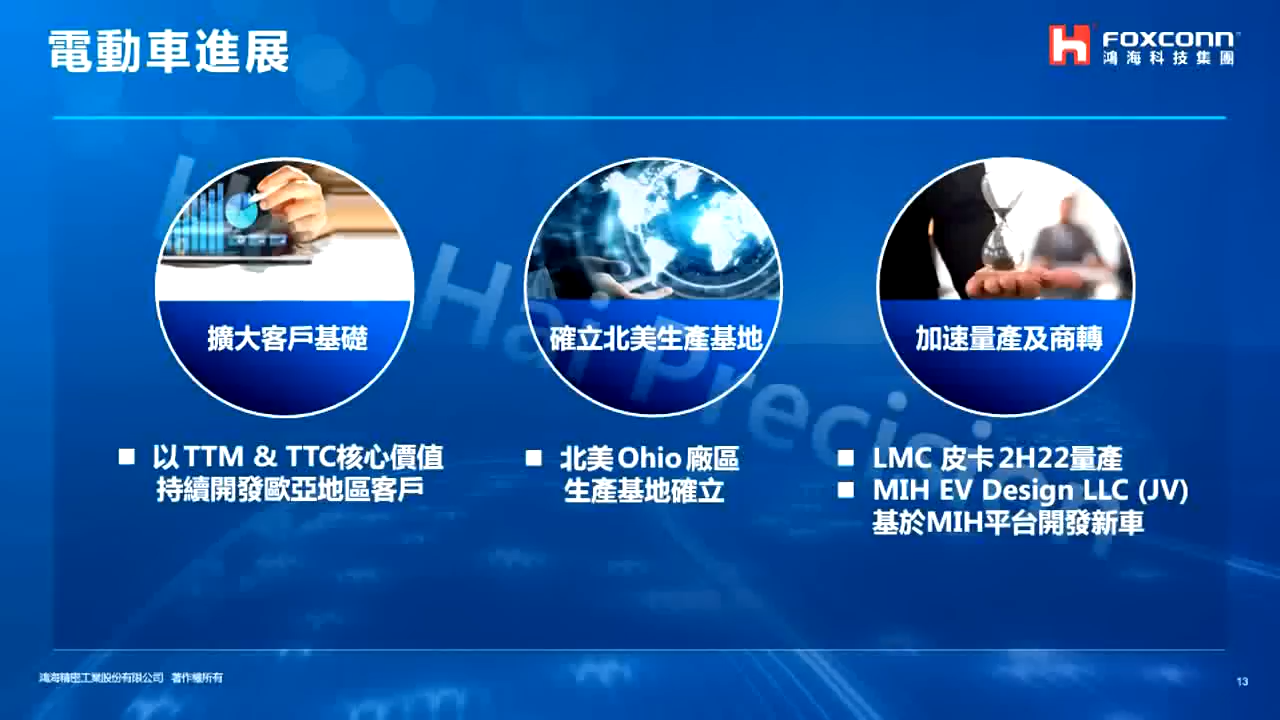 電動車進展
FOXCONN
鴻海科技集團
擴大客戶基礎
確立北美生產基地
加速量產及商轉
■ 以TTM & TTC核心價值
持續開發歐亞地區客戶
■ 北美Ohio廠區
生產基地確立
■ LMC 皮卡2H22量產
■ MIH EV Design LLC (JV)
基於MIH平台開發新車
Hai Precision
鴻海精密工業股份有限公司 著作權所有
13